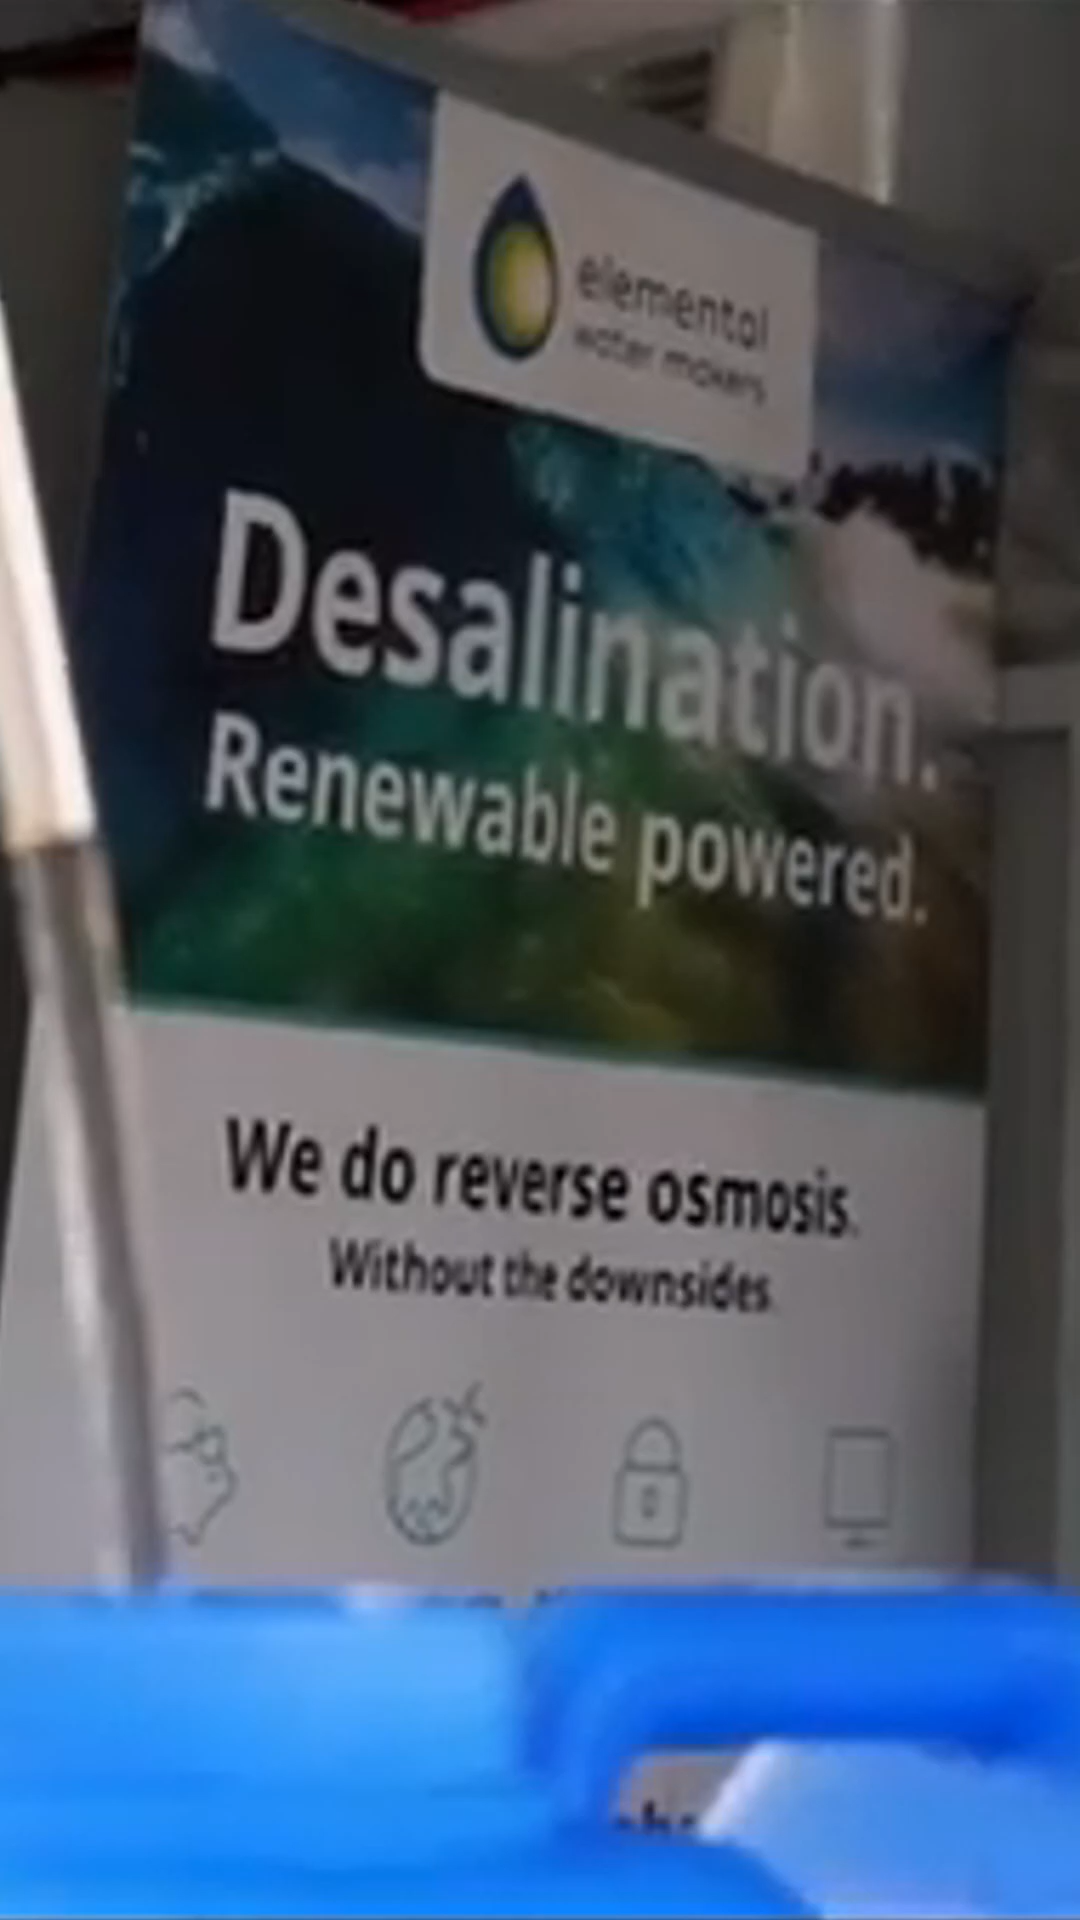 elemental
water makers
Desalination.
Renewable powered.
We do reverse osmosis.
Without the downsides.